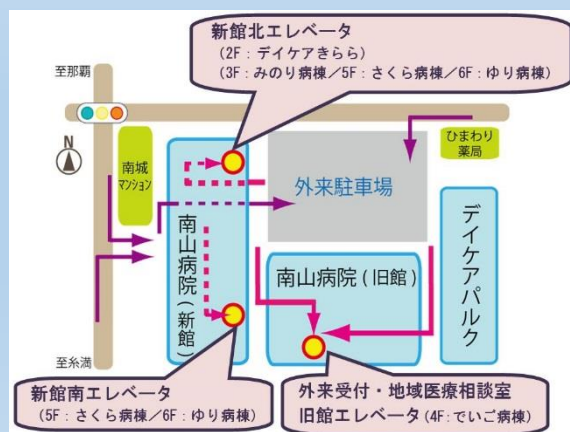 新館北エレベータ
(2F：デイケアきらら)
(3F：みのり病棟／5F：さくら病棟／6F：ゆり病棟)
至那覇
N
南城
マンション
外来駐車場
ひまわり
薬局
南山病院(新館)
南山病院(旧館)
デイケアパルク
至糸満
新館南エレベータ
(5F：さくら病棟／6F：ゆり病棟)
外来受付・地域医療相談室
旧館エレベータ(4F：でいご病棟)